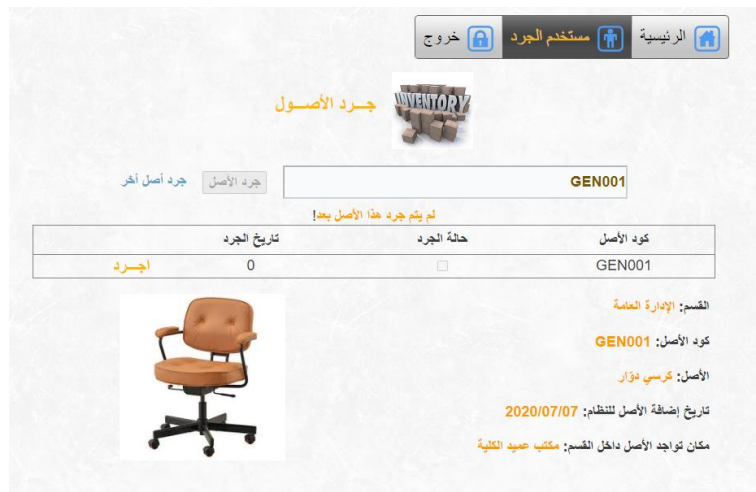 الرئيسية مستخدم الجرد خروج
جـــرد الأصـــول INVENTORY
GEN001 جرد الأصل جرد أصل أخر
لم يتم جرد هذا الأصل بعد!
كود الأصل حالة الجرد تاريخ الجرد
GEN001 0 اجـــرد
القسم: الإدارة العامة
كود الأصل: GEN001
الأصل: كرسي دوّار
تاريخ إضافة الأصل للنظام: 2020/07/07
مكان تواجد الأصل داخل القسم: مكتب عميد الكلية